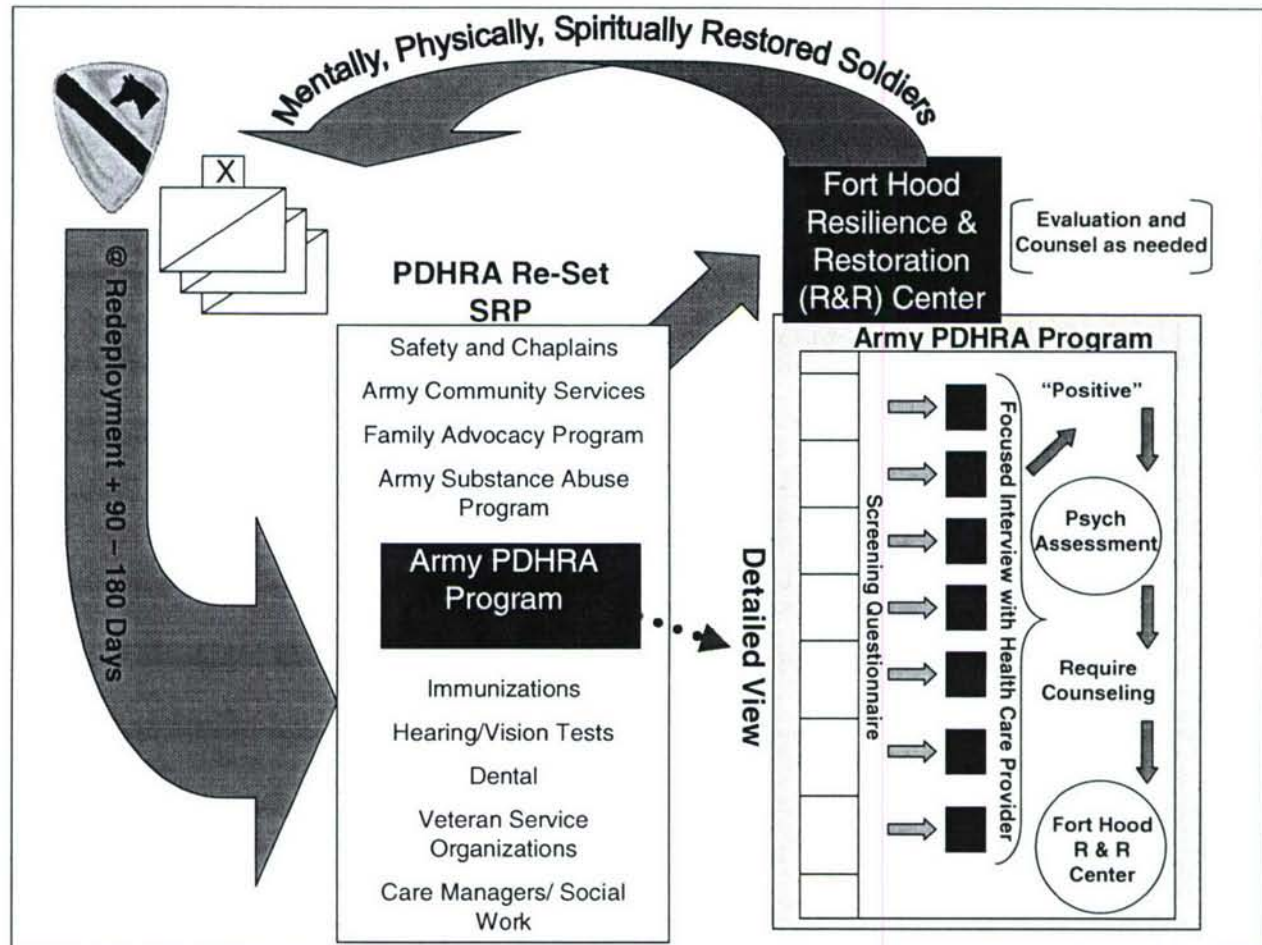 Mentally, Physically, Spiritually Restored Soldiers
X
@ Redeployment + 90 – 180 Days
PDHRA Re-Set
SRP
Safety and Chaplains
Army Community Services
Family Advocacy Program
Army Substance Abuse
Program
Army PDHRA
Program
Immunizations
Hearing/Vision Tests
Dental
Veteran Service
Organizations
Care Managers/ Social
Work
Fort Hood
Resilience &
Restoration
(R&R) Center
Evaluation and
Counsel as needed
Detailed View
Army PDHRA Program
Screening Questionnaire
Focused Interview with Health Care Provider
“Positive”
Psych
Assessment
Require
Counseling
Fort Hood
R & R
Center